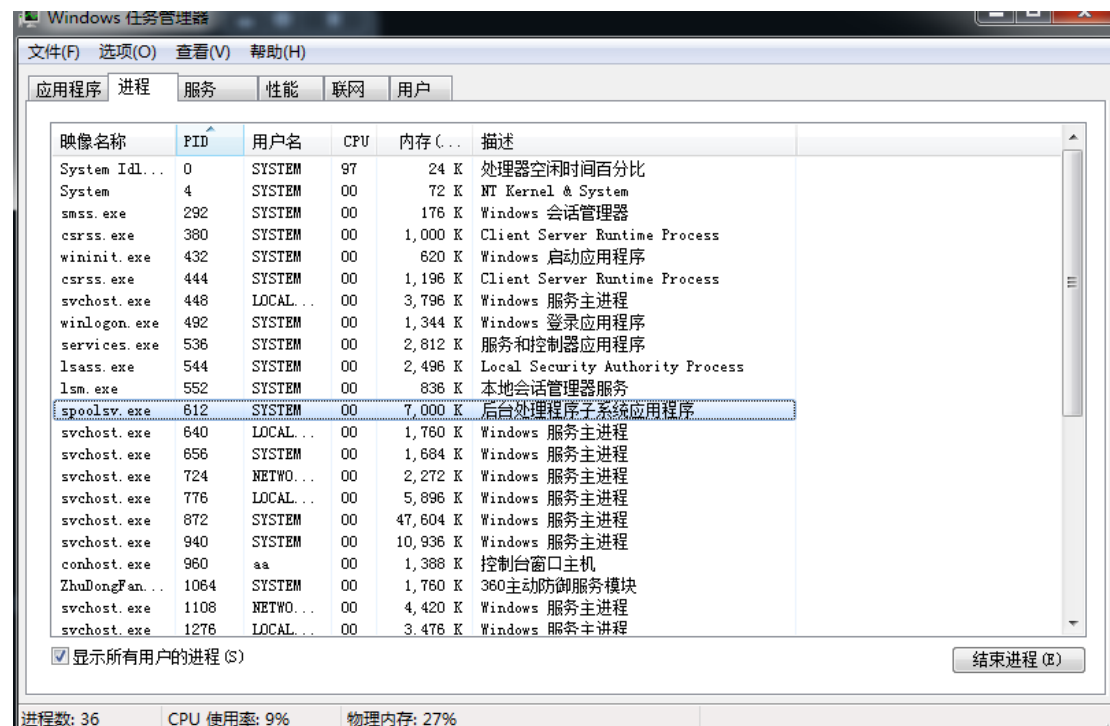 Windows 任务管理器
文件(F) 选项(O) 查看(V) 帮助(H)
应用程序 进程 服务 性能 联网 用户
映像名称 PID 用户名 CPU 内存(... 描述
System Idl... 0 SYSTEM 97 24 K 处理器空闲时间百分比
System 4 SYSTEM 00 72 K NT Kernel & System
smss.exe 292 SYSTEM 00 176 K Windows 会话管理器
csrss.exe 380 SYSTEM 00 1,000 K Client Server Runtime Process
wininit.exe 432 SYSTEM 00 620 K Windows 启动应用程序
csrss.exe 444 SYSTEM 00 1,196 K Client Server Runtime Process
svchost.exe 448 LOCAL... 00 3,796 K Windows 服务主进程
winlogon.exe 492 SYSTEM 00 1,344 K Windows 登录应用程序
services.exe 536 SYSTEM 00 2,812 K 服务和控制器应用程序
lsass.exe 544 SYSTEM 00 2,496 K Local Security Authority Process
lsm.exe 552 SYSTEM 00 836 K 本地会话管理器服务
spoolsv.exe 612 SYSTEM 00 7,000 K 后台处理程序子系统应用程序
svchost.exe 640 LOCAL... 00 1,760 K Windows 服务主进程
svchost.exe 656 SYSTEM 00 1,684 K Windows 服务主进程
svchost.exe 724 NETWO... 00 2,272 K Windows 服务主进程
svchost.exe 776 LOCAL... 00 5,896 K Windows 服务主进程
svchost.exe 872 SYSTEM 00 47,604 K Windows 服务主进程
svchost.exe 940 SYSTEM 00 10,936 K Windows 服务主进程
conhost.exe 960 aa 00 1,388 K 控制台窗口主机
ZhuDongFan... 1064 SYSTEM 00 1,760 K 360主动防御服务模块
svchost.exe 1108 NETWO... 00 4,420 K Windows 服务主进程
svchost.exe 1276 LOCAL... 00 3,476 K Windows 服务主进程
显示所有用户的进程(S) 结束进程(E)
进程数: 36 CPU 使用率: 9% 物理内存: 27%